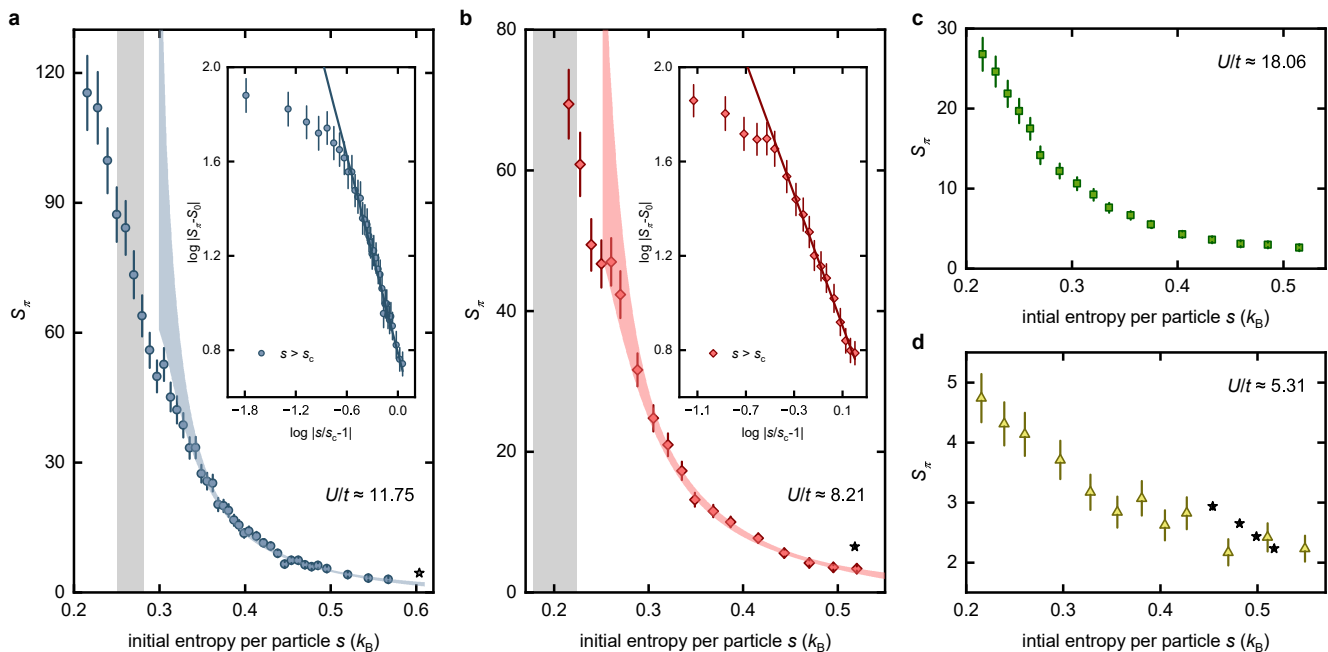 a
S_π
120
90
60
30
0
0.2
0.3
0.4
0.5
0.6
initial entropy per particle s (k_B)
U/t ≈ 11.75
log |S_π-S_0|
2.0
1.6
1.2
0.8
−1.8
−1.2
−0.6
0.0
log |s/s_c-1|
s > s_c
b
S_π
80
60
40
20
0
0.2
0.3
0.4
0.5
initial entropy per particle s (k_B)
U/t ≈ 8.21
log |S_π-S_0|
2.0
1.6
1.2
0.8
−1.1
−0.7
−0.3
0.1
log |s/s_c-1|
s > s_c
c
S_π
30
20
10
0
0.2
0.3
0.4
0.5
intial entropy per particle s (k_B)
U/t ≈ 18.06
d
S_π
5
4
3
2
0.2
0.3
0.4
0.5
intial entropy per particle s (k_B)
U/t ≈ 5.31